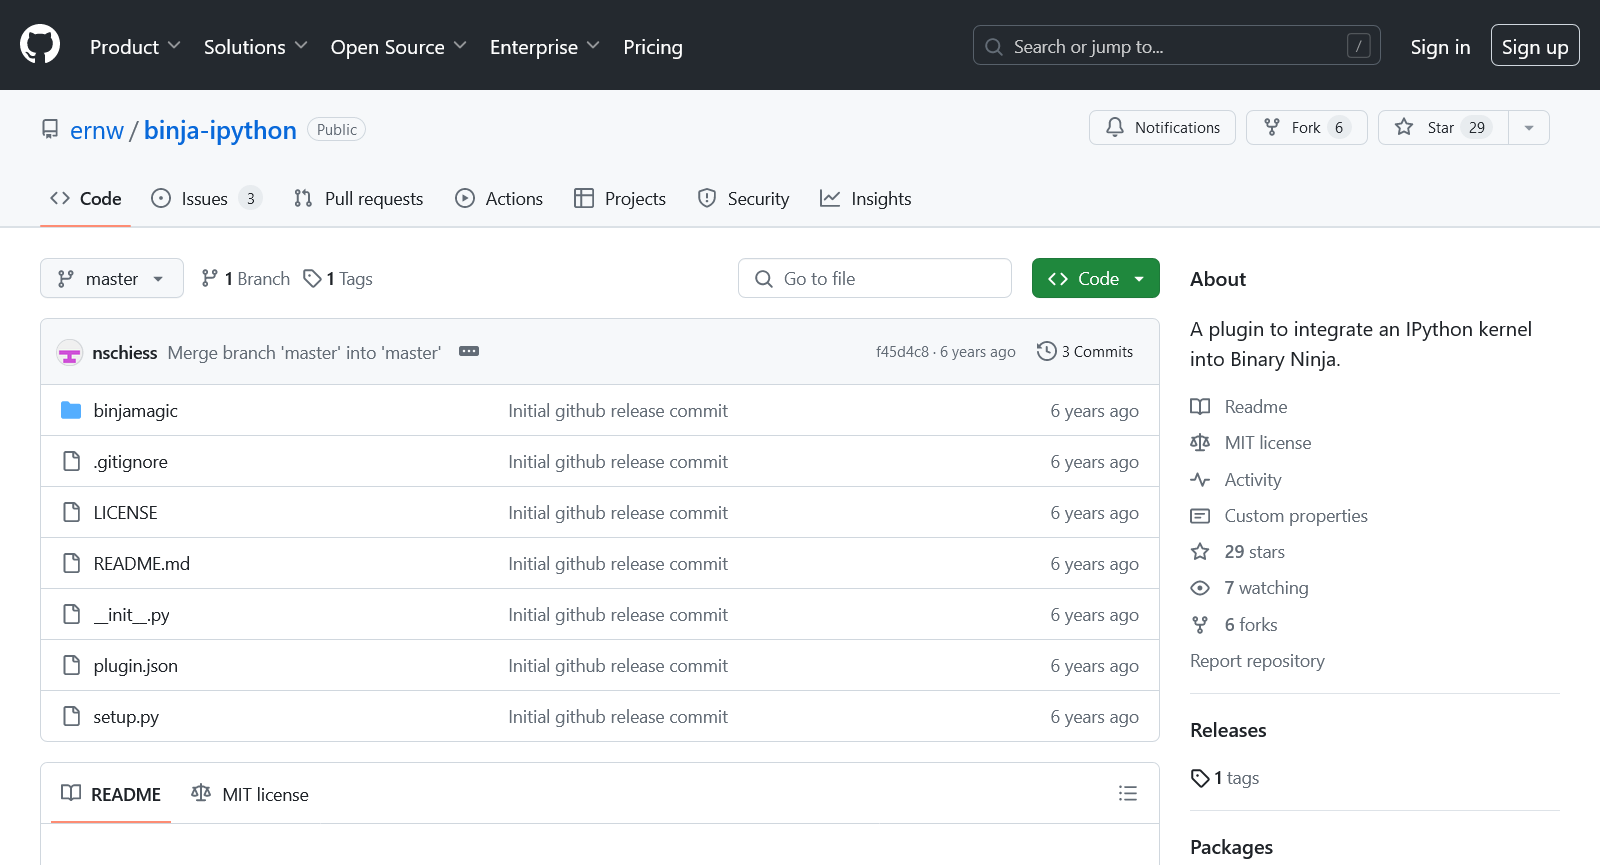 Product Solutions Open Source Enterprise Pricing Search or jump to... / Sign in Sign up
ernw / binja-ipython Public Notifications Fork 6 Star 29
Code Issues 3 Pull requests Actions Projects Security Insights
master 1 Branch 1 Tags Go to file Code
nschiess Merge branch 'master' into 'master' f45d4c8 · 6 years ago 3 Commits
binjamagic Initial github release commit 6 years ago
.gitignore Initial github release commit 6 years ago
LICENSE Initial github release commit 6 years ago
README.md Initial github release commit 6 years ago
__init__.py Initial github release commit 6 years ago
plugin.json Initial github release commit 6 years ago
setup.py Initial github release commit 6 years ago
README MIT license
About
A plugin to integrate an IPython kernel
into Binary Ninja.
Readme
MIT license
Activity
Custom properties
29 stars
7 watching
6 forks
Report repository
Releases
1 tags
Packages